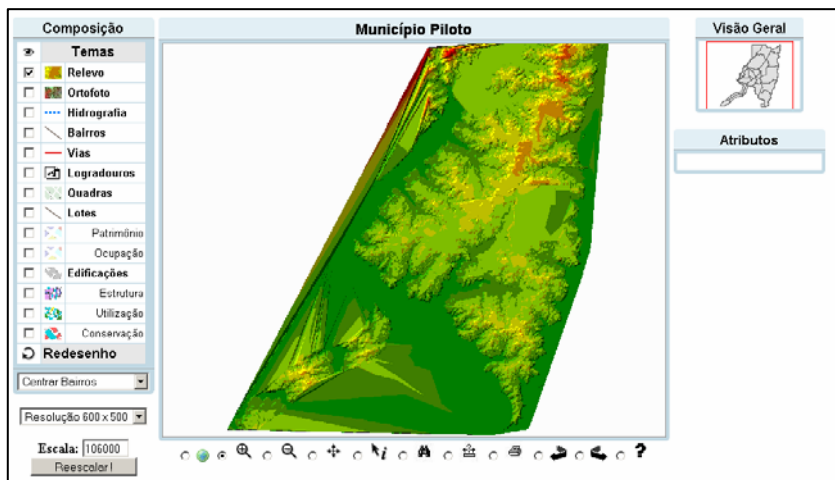 Composição
Temas
Relevo
Ortofoto
Hidrografia
Bairros
Vias
Logradouros
Quadras
Lotes
Patrimônio
Ocupação
Edificações
Estrutura
Utilização
Conservação
Redesenho
Centrar Bairros
Resolução 600 x 500
Escala: 106000
Reescalar!
Município Piloto
i ?
Visão Geral
Atributos